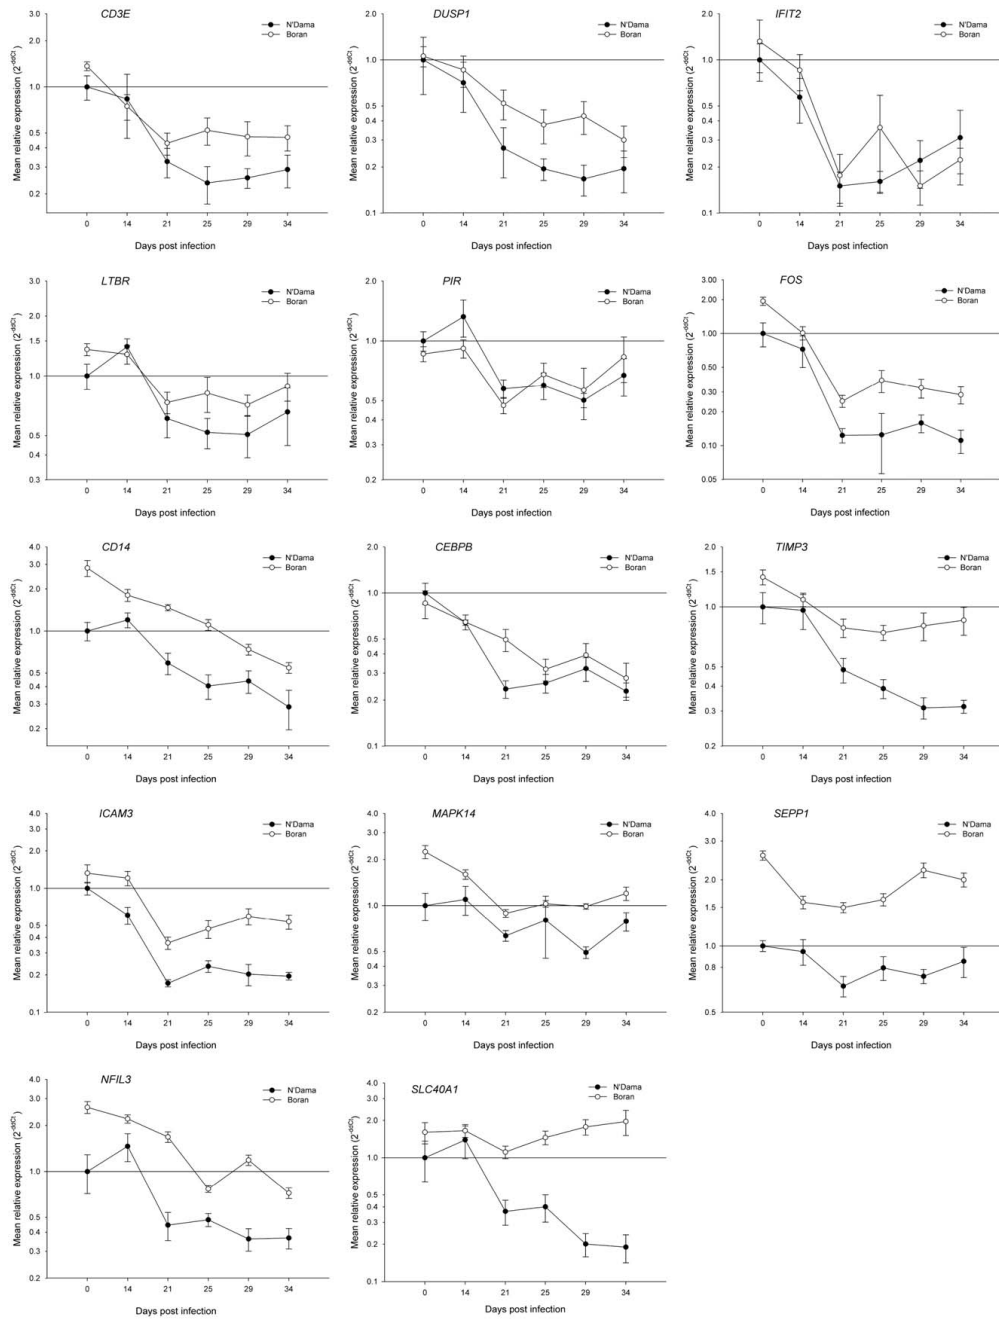 CD3E
N'Dama
Boran
Mean relative expression (2^-ddCt)
3.0
2.0
1.0
0.5
0.3
0.2
0 14 21 25 29 34
Days post infection
DUSP1
N'Dama
Boran
Mean relative expression (2^-ddCt)
2.0
1.0
0.5
0.4
0.3
0.2
0.1
0 14 21 25 29 34
Days post infection
IFIT2
N'Dama
Boran
Mean relative expression (2^-ddCt)
2.0
1.0
0.5
0.4
0.3
0.2
0.1
0 14 21 25 29 34
Days post infection
LTBR
N'Dama
Boran
Mean relative expression (2^-ddCt)
3.0
2.0
1.5
1.0
0.5
0.4
0.3
0 14 21 25 29 34
Days post infection
PIR
N'Dama
Boran
Mean relative expression (2^-ddCt)
2.0
1.0
0.5
0.4
0.3
0.2
0 14 21 25 29 34
Days post infection
FOS
N'Dama
Boran
Mean relative expression (2^-ddCt)
3.00
2.00
1.00
0.50
0.30
0.20
0.10
0.05
0 14 21 25 29 34
Days post infection
CD14
N'Dama
Boran
Mean relative expression (2^-ddCt)
4.0
3.0
2.0
1.0
0.5
0.4
0.3
0.2
0 14 21 25 29 34
Days post infection
CEBPB
N'Dama
Boran
Mean relative expression (2^-ddCt)
2.0
1.0
0.5
0.4
0.3
0.2
0.1
0 14 21 25 29 34
Days post infection
TIMP3
N'Dama
Boran
Mean relative expression (2^-ddCt)
2.0
1.5
1.0
0.5
0.4
0.3
0.2
0 14 21 25 29 34
Days post infection
ICAM3
N'Dama
Boran
Mean relative expression (2^-ddCt)
4.0
3.0
2.0
1.0
0.5
0.4
0.3
0.2
0.1
0 14 21 25 29 34
Days post infection
MAPK14
N'Dama
Boran
Mean relative expression (2^-ddCt)
4.0
3.0
2.0
1.0
0.5
0.4
0.3
0.2
0 14 21 25 29 34
Days post infection
SEPP1
N'Dama
Boran
Mean relative expression (2^-ddCt)
4.0
3.0
2.0
1.5
1.0
0.8
0.5
0 14 21 25 29 34
Days post infection
NFIL3
N'Dama
Boran
Mean relative expression (2^-ddCt)
4.0
3.0
2.0
1.0
0.5
0.4
0.3
0.2
0 14 21 25 29 34
Days post infection
SLC40A1
N'Dama
Boran
Mean relative expression (2^-ddCt)
4.0
3.0
2.0
1.0
0.5
0.4
0.3
0.2
0.1
0 14 21 25 29 34
Days post infection